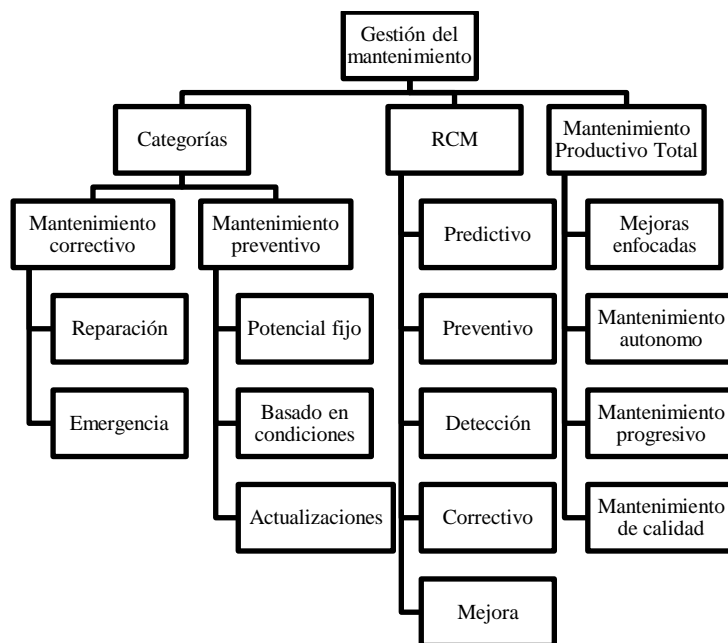 Gestión del
mantenimiento
Categorías
RCM
Mantenimiento
Productivo Total
Mantenimiento
correctivo
Mantenimiento
preventivo
Reparación
Emergencia
Potencial fijo
Basado en
condiciones
Actualizaciones
Predictivo
Preventivo
Detección
Correctivo
Mejora
Mejoras
enfocadas
Mantenimiento
autonomo
Mantenimiento
progresivo
Mantenimiento
de calidad